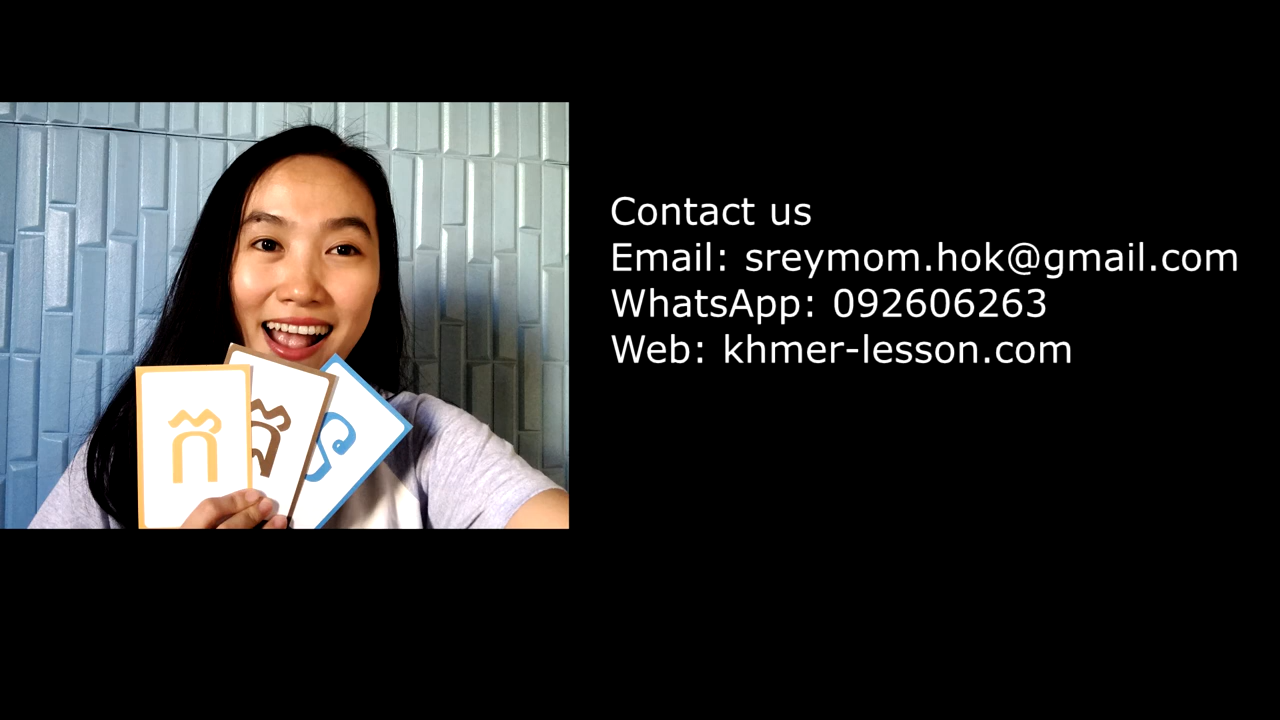 ក
Contact us
Email: sreymom.hok@gmail.com
WhatsApp: 092606263
Web: khmer-lesson.com